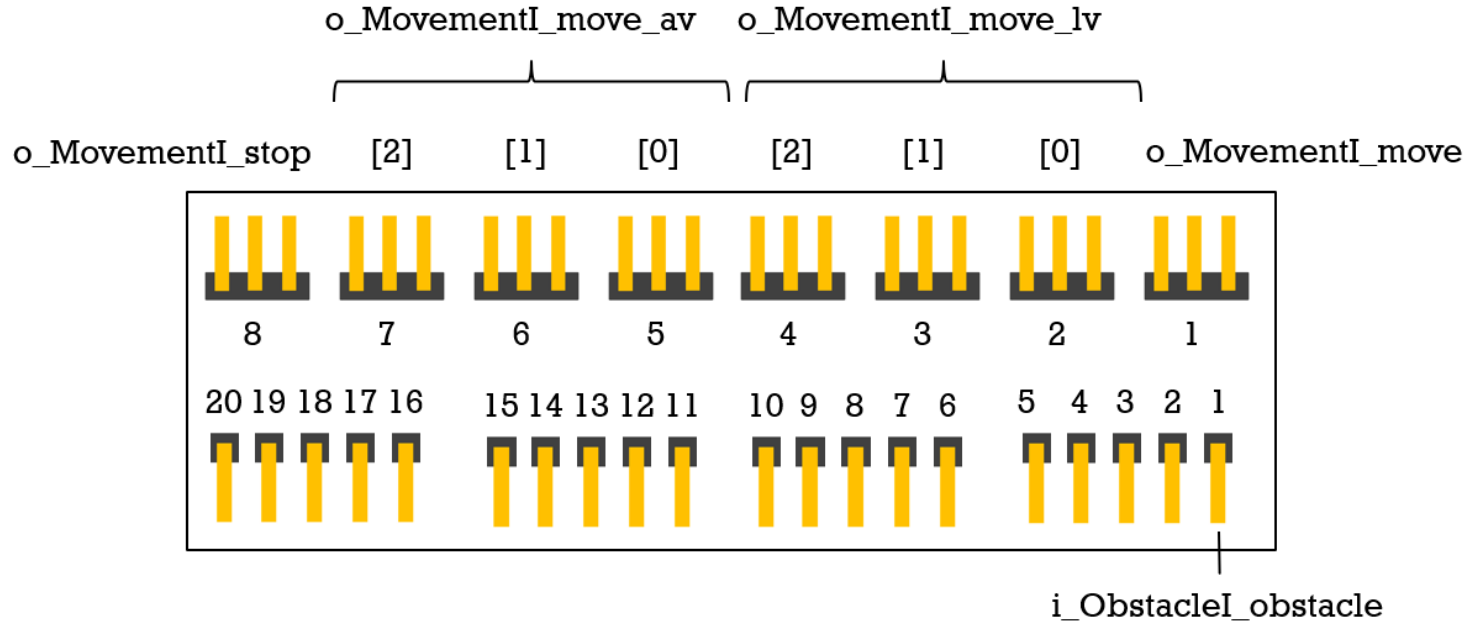 o_MovementI_move_av o_MovementI_move_lv
o_MovementI_stop [2] [1] [0] [2] [1] [0] o_MovementI_move
8 7 6 5 4 3 2 1
20 19 18 17 16 15 14 13 12 11 10 9 8 7 6 5 4 3 2 1
i_ObstacleI_obstacle